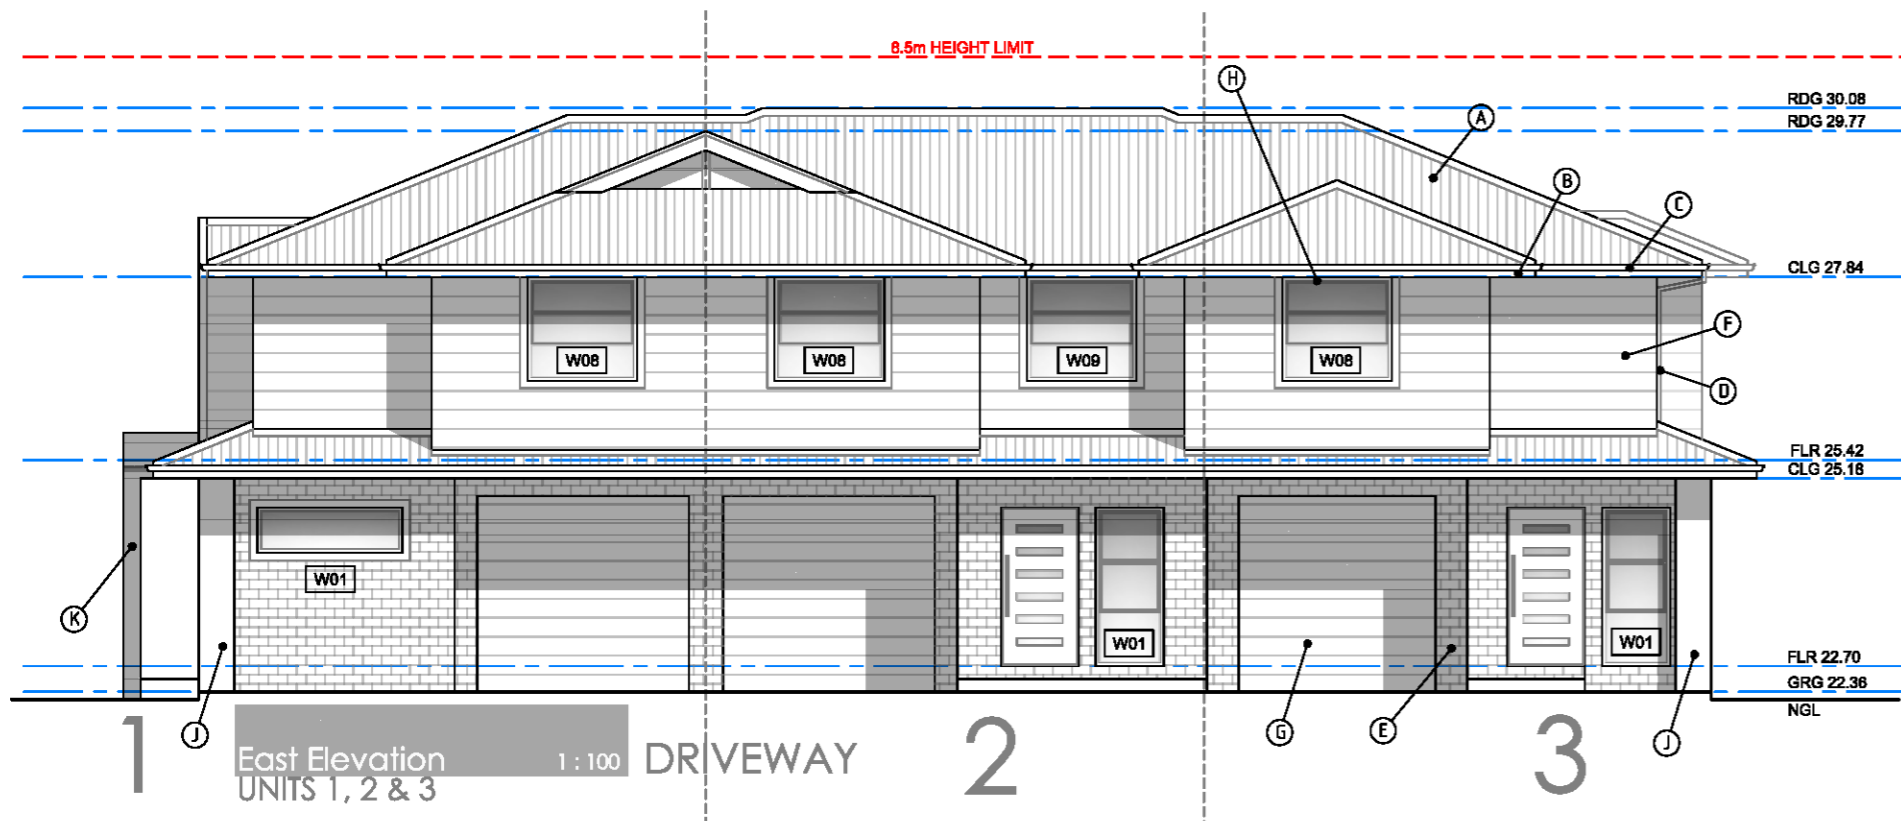 8.5m HEIGHT LIMIT
H
RDG 30.08
A
RDG 29.77
B
C
CLG 27.84
F
W08
W08
W09
W08
D
FLR 25.42
CLG 25.18
W01
K
W01
W01
FLR 22.70
GRG 22.36
NGL
J
G
E
J
1
2
3
East Elevation 1 : 100
DRIVEWAY
UNITS 1, 2 & 3